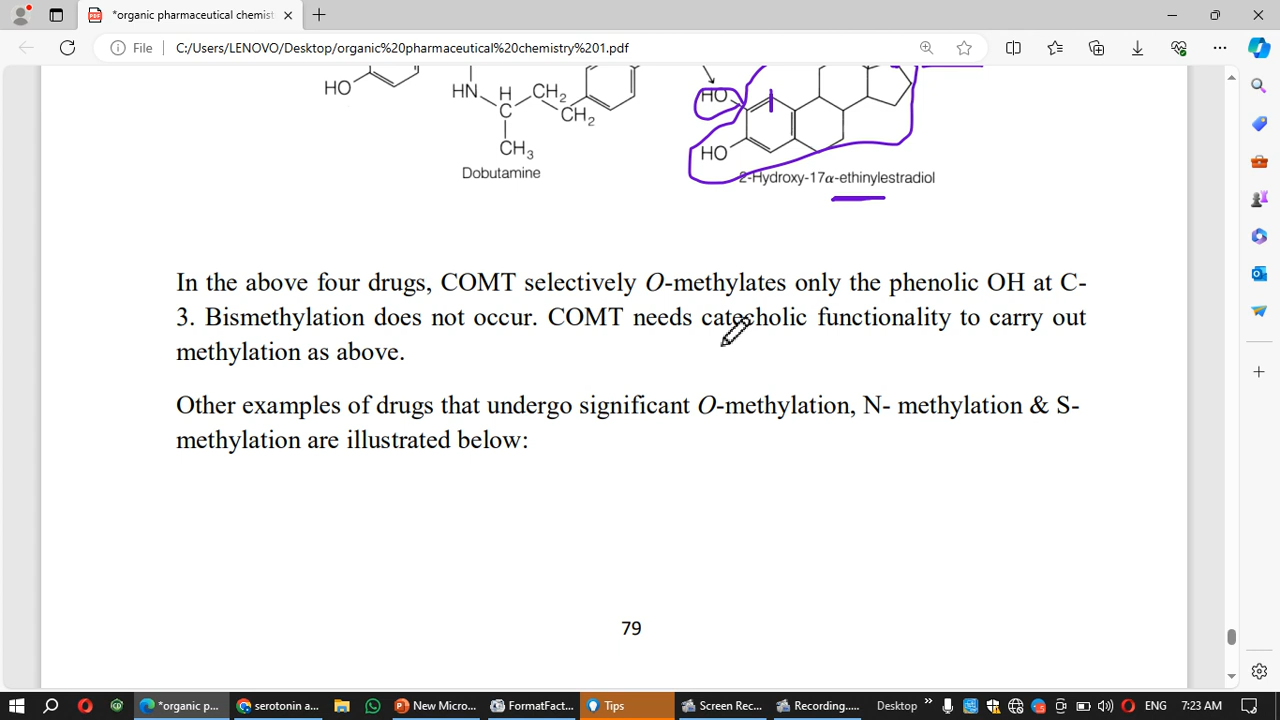 *organic pharmaceutical chemist
File
C:/Users/LENOVO/Desktop/organic%20pharmaceutical%20chemistry%201.pdf
HO
HN
H
C
CH2
CH2
CH3
Dobutamine
HO
HO
2-Hydroxy-17α-ethinylestradiol
In the above four drugs, COMT selectively O-methylates only the phenolic OH at C-
3. Bismethylation does not occur. COMT needs catecholic functionality to carry out
methylation as above.
Other examples of drugs that undergo significant O-methylation, N- methylation & S-
methylation are illustrated below:
79
*organic p...
serotonin a...
New Micro...
FormatFact...
Tips
Screen Rec...
Recording....
Desktop
ENG
7:23 AM